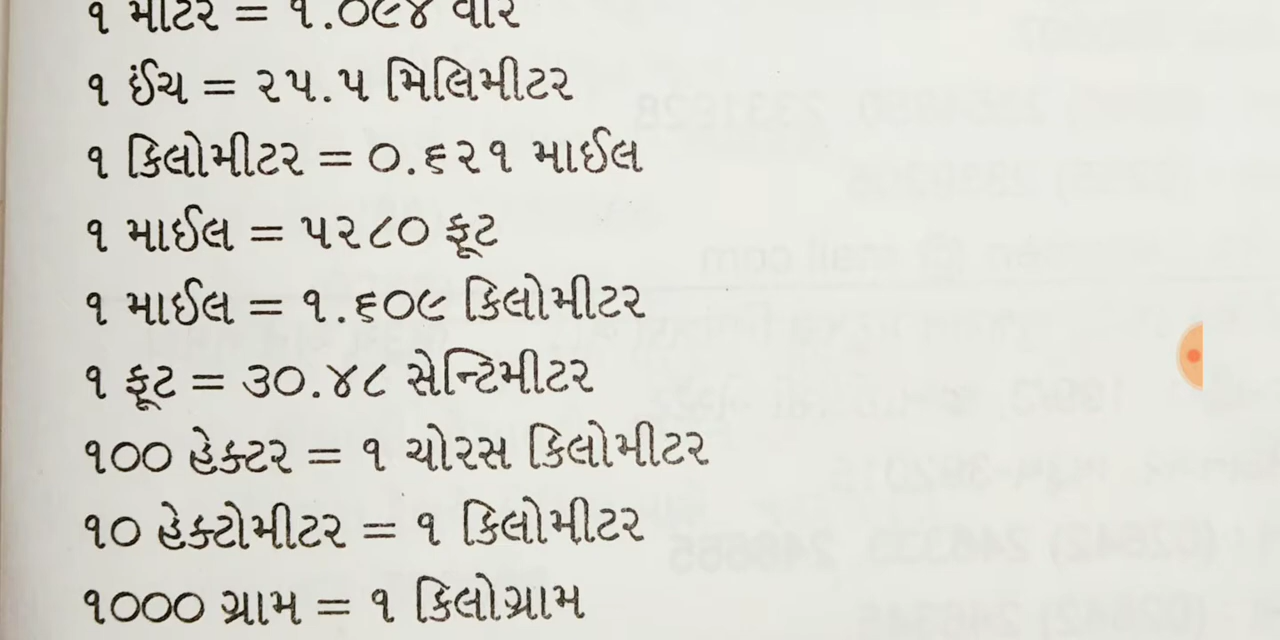 ૧ મીટર = ૧.૦૯૪ વાર
૧ ઈંચ = ૨૫.૫ મિલિમીટર
૧ કિલોમીટર = ૦.૬૨૧ માઈલ
૧ માઈલ = ૫૨૮૦ ફૂટ
૧ માઈલ = ૧.૬૦૯ કિલોમીટર
૧ ફૂટ = ૩૦.૪૮ સેન્ટિમીટર
૧૦૦ હેક્ટર = ૧ ચોરસ કિલોમીટર
૧૦ હેક્ટોમીટર = ૧ કિલોમીટર
૧૦૦૦ ગ્રામ = ૧ કિલોગ્રામ